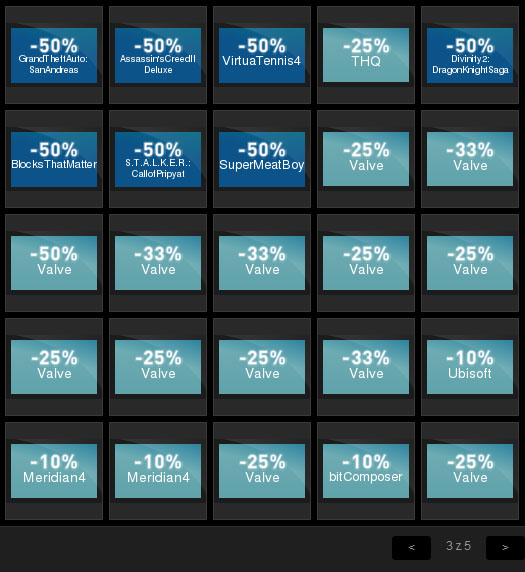 -50%
GrandTheftAuto:
SanAndreas
-50%
Assassin'sCreedII
Deluxe
-50%
VirtuaTennis4
-25%
THQ
-50%
Divinity2:
DragonKnightSaga
-50%
BlocksThatMatter
-50%
S.T.A.L.K.E.R.:
CallofPripyat
-50%
SuperMeatBoy
-25%
Valve
-33%
Valve
-50%
Valve
-33%
Valve
-33%
Valve
-25%
Valve
-25%
Valve
-25%
Valve
-25%
Valve
-25%
Valve
-33%
Valve
-10%
Ubisoft
-10%
Meridian4
-10%
Meridian4
-25%
Valve
-10%
bitComposer
-25%
Valve
< 3 z 5 >